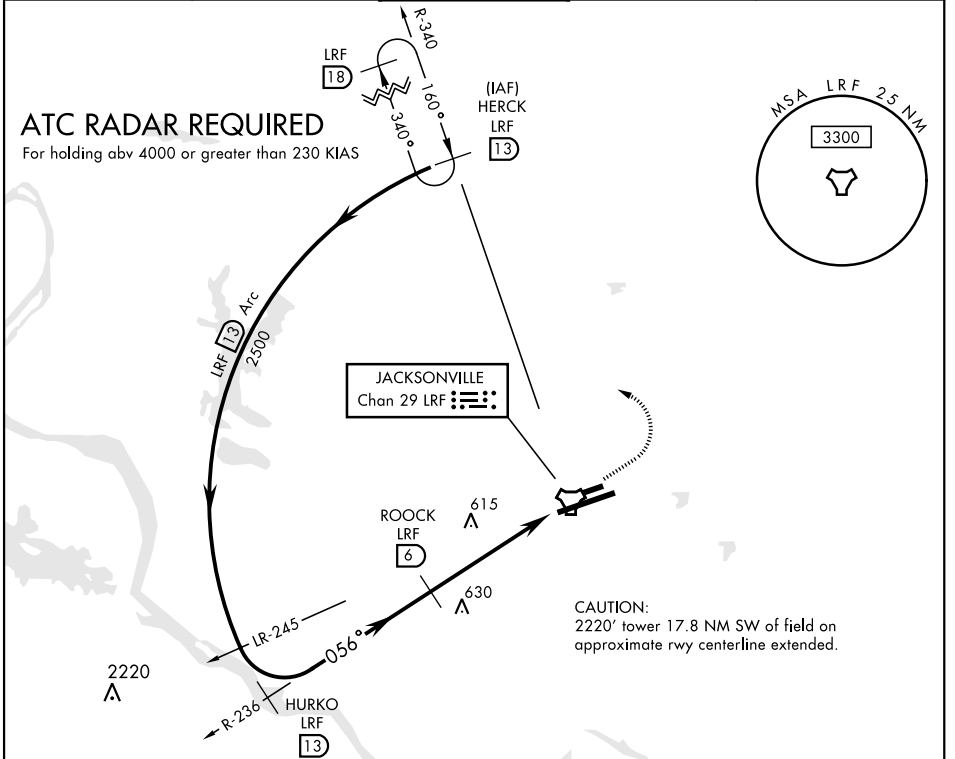 R-340
LRF
18
160°
340°
(IAF)
HERCK
LRF
13
ATC RADAR REQUIRED
For holding abv 4000 or greater than 230 KIAS
MSA LRF 25 NM
3300
LRF 13 Arc
2500
JACKSONVILLE
Chan 29 LRF
615
ROOCK
LRF
6
630
CAUTION:
2220' tower 17.8 NM SW of field on
approximate rwy centerline extended.
LR-245
056°
2220
R-236
HURKO
LRF
13